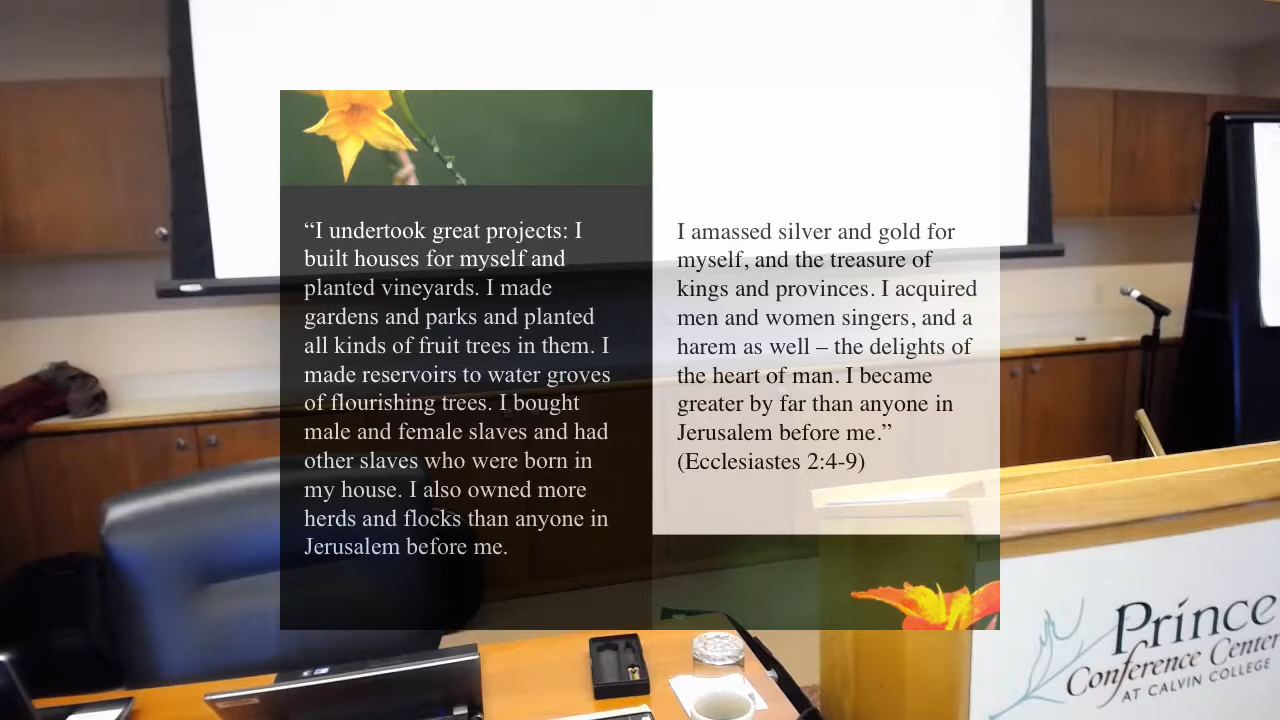 “I undertook great projects: I
built houses for myself and
planted vineyards. I made
gardens and parks and planted
all kinds of fruit trees in them. I
made reservoirs to water groves
of flourishing trees. I bought
male and female slaves and had
other slaves who were born in
my house. I also owned more
herds and flocks than anyone in
Jerusalem before me.
I amassed silver and gold for
myself, and the treasure of
kings and provinces. I acquired
men and women singers, and a
harem as well – the delights of
the heart of man. I became
greater by far than anyone in
Jerusalem before me.”
(Ecclesiastes 2:4-9)
Prince
Conference Center
AT CALVIN COLLEGE